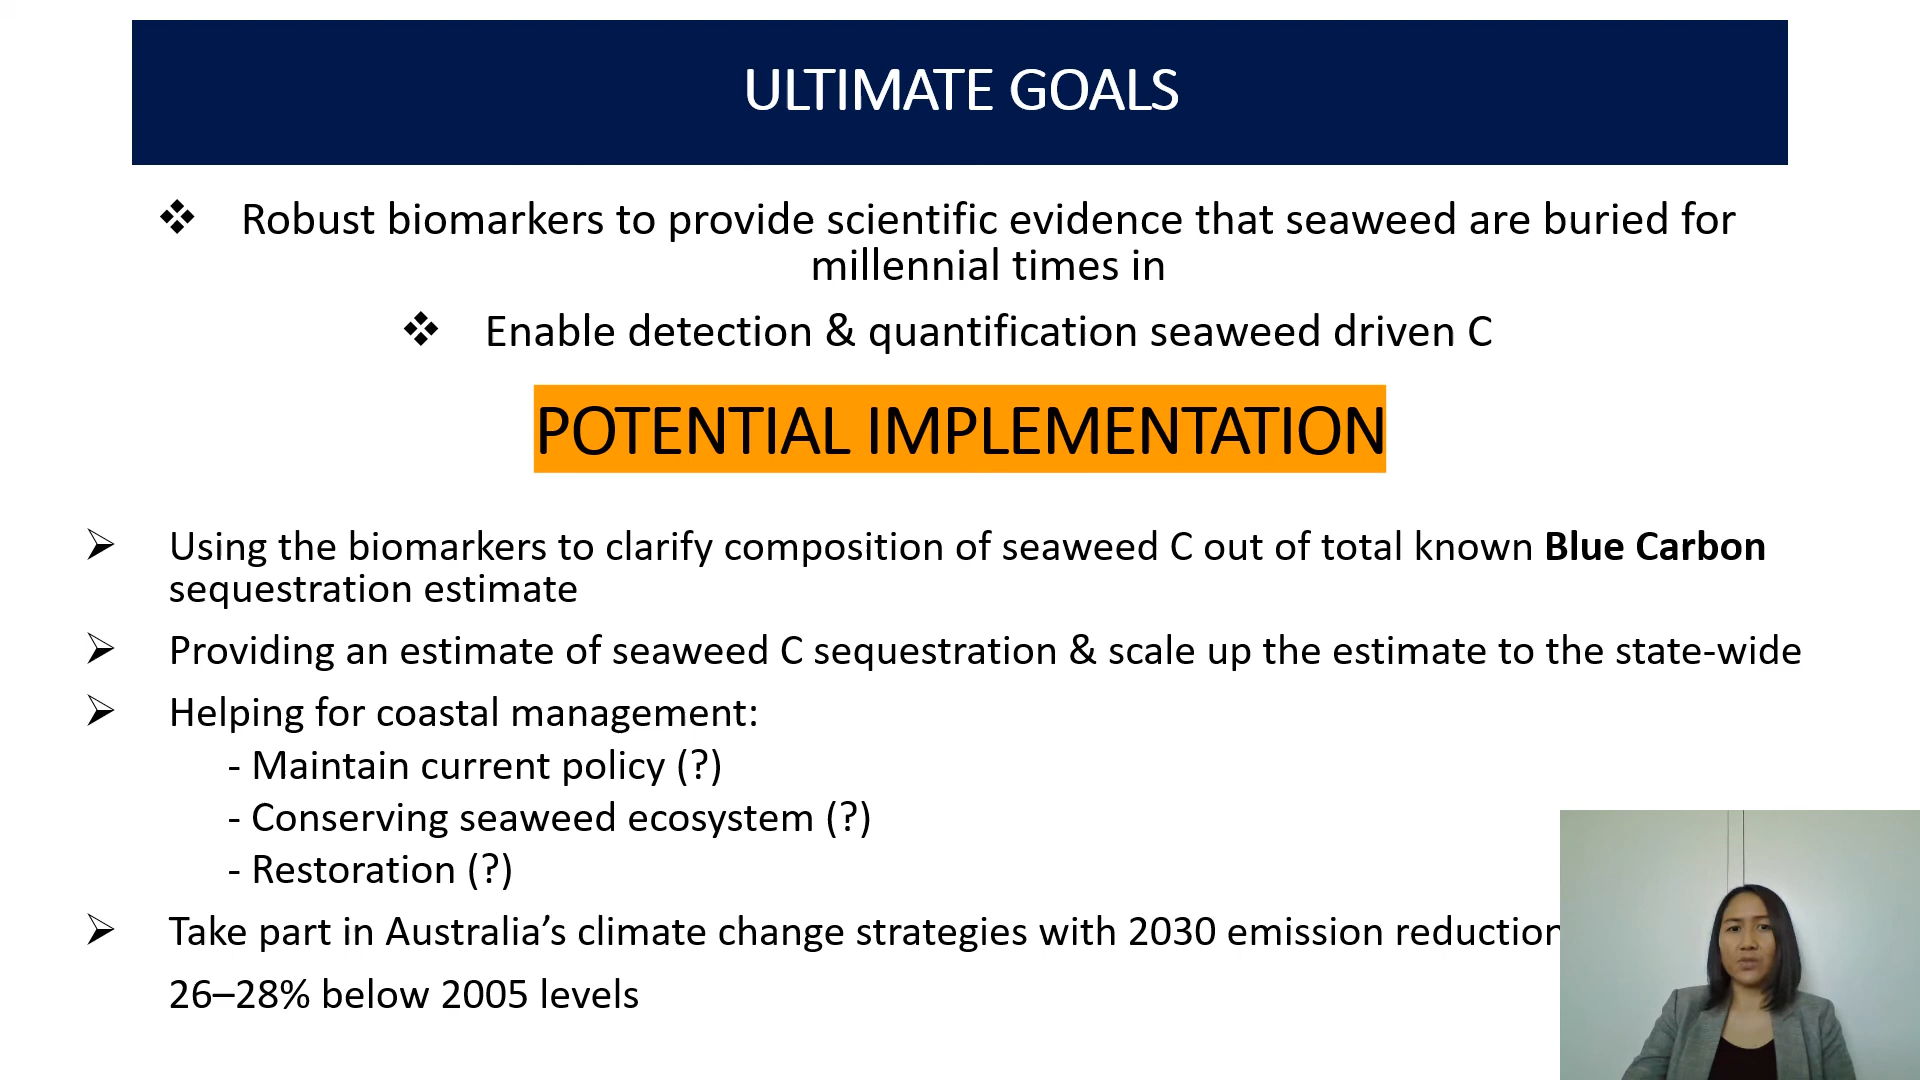 ULTIMATE GOALS
❖ Robust biomarkers to provide scientific evidence that seaweed are buried for
millennial times in
❖ Enable detection & quantification seaweed driven C
POTENTIAL IMPLEMENTATION
➢ Using the biomarkers to clarify composition of seaweed C out of total known Blue Carbon
sequestration estimate
➢ Providing an estimate of seaweed C sequestration & scale up the estimate to the state-wide
➢ Helping for coastal management:
- Maintain current policy (?)
- Conserving seaweed ecosystem (?)
- Restoration (?)
➢ Take part in Australia’s climate change strategies with 2030 emission reduction
26–28% below 2005 levels